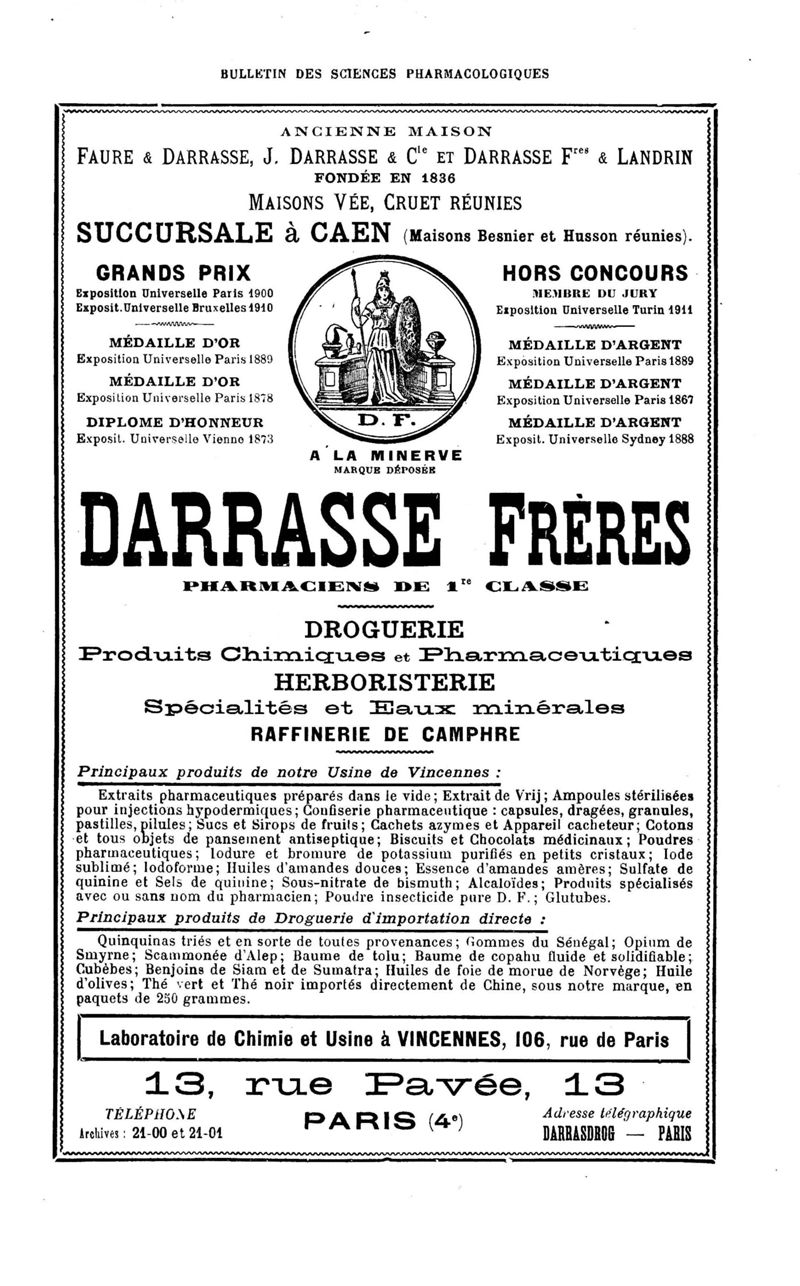 BULLETIN DES SCIENCES PHARMACOLOGIQUES
ANCIENNE MAISON
FAURE & DARRASSE, J. DARRASSE & Cie ET DARRASSE Fres & LANDRIN
FONDÉE EN 1836
MAISONS VÉE, CRUET RÉUNIES
SUCCURSALE à CAEN (Maisons Besnier et Husson réunies).
GRANDS PRIX
Exposition Universelle Paris 1900
Exposit. Universelle Bruxelles 1910
MÉDAILLE D'OR
Exposition Universelle Paris 1889
MÉDAILLE D'OR
Exposition Universelle Paris 1878
DIPLOME D'HONNEUR
Exposit. Universelle Vienne 1873
D. F.
A LA MINERVE
MARQUE DÉPOSÉE
HORS CONCOURS
MEMBRE DU JURY
Exposition Universelle Turin 1911
MÉDAILLE D'ARGENT
Exposition Universelle Paris 1889
MÉDAILLE D'ARGENT
Exposition Universelle Paris 1867
MÉDAILLE D'ARGENT
Exposit. Universelle Sydney 1888
DARRASSE FRÈRES
PHARMACIENS DE 1re CLASSE
DROGUERIE
Produits Chimiques et Pharmaceutiques
HERBORISTERIE
Spécialités et Eaux minérales
RAFFINERIE DE CAMPHRE
Principaux produits de notre Usine de Vincennes :
Extraits pharmaceutiques préparés dans le vide; Extrait de Vrij; Ampoules stérilisées
pour injections hypodermiques; Confiserie pharmaceutique : capsules, dragées, granules,
pastilles, pilules; Sucs et Sirops de fruits; Cachets azymes et Appareil cacheteur; Cotons
et tous objets de pansement antiseptique; Biscuits et Chocolats médicinaux; Poudres
pharmaceutiques; Iodure et bromure de potassium purifiés en petits cristaux; Iode
sublimé; Iodoforme; Huiles d'amandes douces; Essence d'amandes amères; Sulfate de
quinine et Sels de quinine; Sous-nitrate de bismuth; Alcaloïdes; Produits spécialisés
avec ou sans nom du pharmacien; Poudre insecticide pure D. F.; Glutubes.
Principaux produits de Droguerie d'importation directe :
Quinquinas triés et en sorte de toutes provenances; Gommes du Sénégal; Opium de
Smyrne; Scammonée d'Alep; Baume de tolu; Baume de copahu fluide et solidifiable;
Cubèbes; Benjoins de Siam et de Sumatra; Huiles de foie de morue de Norvège; Huile
d'olives; Thé vert et Thé noir importés directement de Chine, sous notre marque, en
paquets de 250 grammes.
Laboratoire de Chimie et Usine à VINCENNES, 106, rue de Paris
13, rue Pavée, 13
TÉLÉPHONE
Archives : 21-00 et 21-01
PARIS (4e)
Adresse télégraphique
DARRASDROG — PARIS